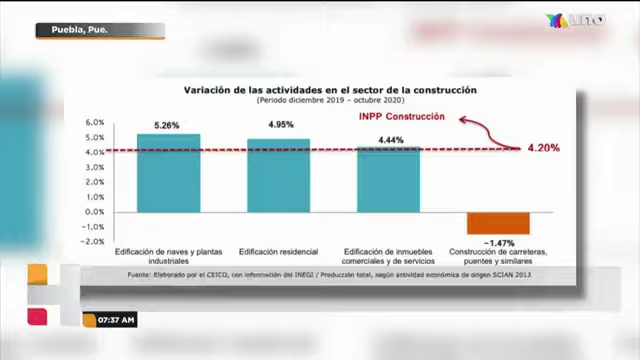 Puebla, Pue.
UNO
Variación de las actividades en el sector de la construcción
(Periodo diciembre 2019 – octubre 2020)
INPP Construcción
6.0%
5.0%
4.0%
3.0%
2.0%
1.0%
0.0%
−1.0%
−2.0%
5.26%
4.95%
4.44%
4.20%
−1.47%
Edificación de naves y plantas
industriales
Edificación residencial
Edificación de inmuebles
comerciales y de servicios
Construcción de carreteras,
puentes y similares
Fuente: Elaborado por el CEICO, con información del INEGI / Producción total, según actividad económica de origen SCIAN 2013
07:37 AM